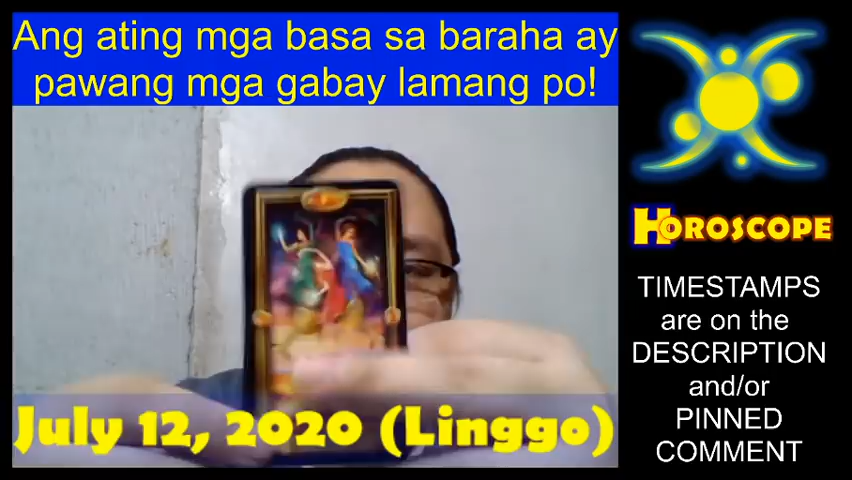 Ang ating mga basa sa baraha ay
pawang mga gabay lamang po!
HOROSCOPE
TIMESTAMPS
are on the
DESCRIPTION
and/or
PINNED
COMMENT
July 12, 2020 (Linggo)